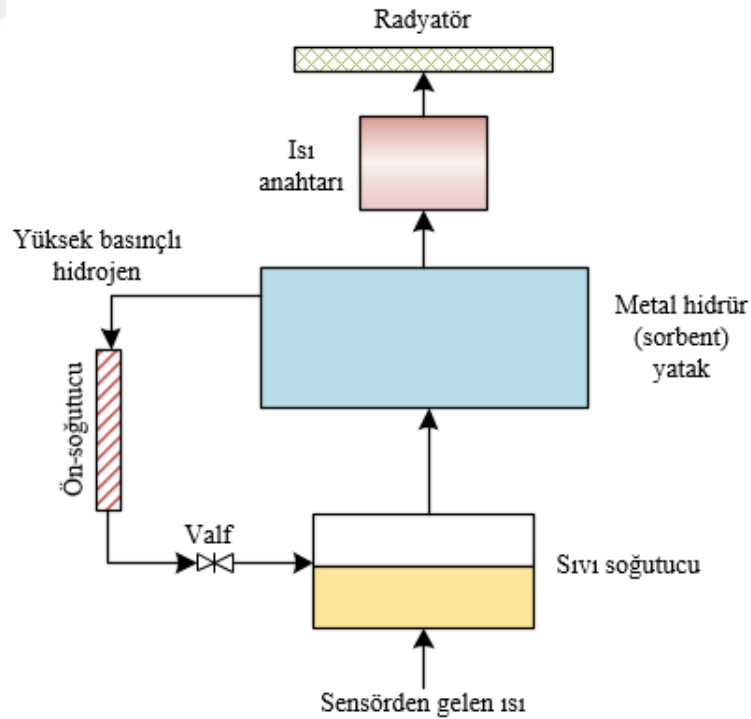 Radyatör
Isı
anahtarı
Yüksek basınçlı
hidrojen
Metal hidrür
(sorbent)
yatak
Ön-soğutucu
Valf
Sıvı soğutucu
Sensörden gelen ısı